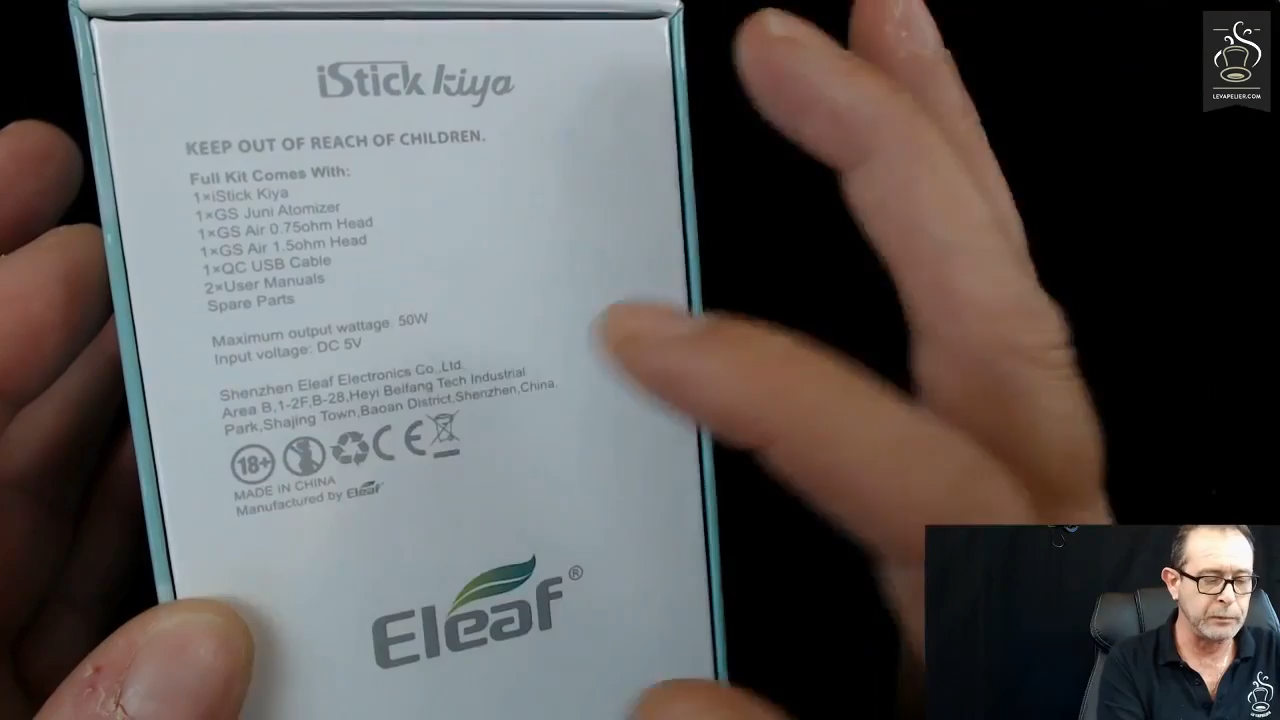 iStick kiya
KEEP OUT OF REACH OF CHILDREN.
Full Kit Comes With:
1×iStick Kiya
1×GS Juni Atomizer
1×GS Air 0.75ohm Head
1×GS Air 1.5ohm Head
1×QC USB Cable
2×User Manuals
Spare Parts
Maximum output wattage: 50W
Input voltage: DC 5V
Shenzhen Eleaf Electronics Co.,Ltd.
Area B,1-2F,B-28,Heyi Beifang Tech Industrial
Park,Shajing Town,Baoan District,Shenzhen,China.
18+ CE
MADE IN CHINA
Manufactured by Eleaf
Eleaf®
LEVAPELIER.COM